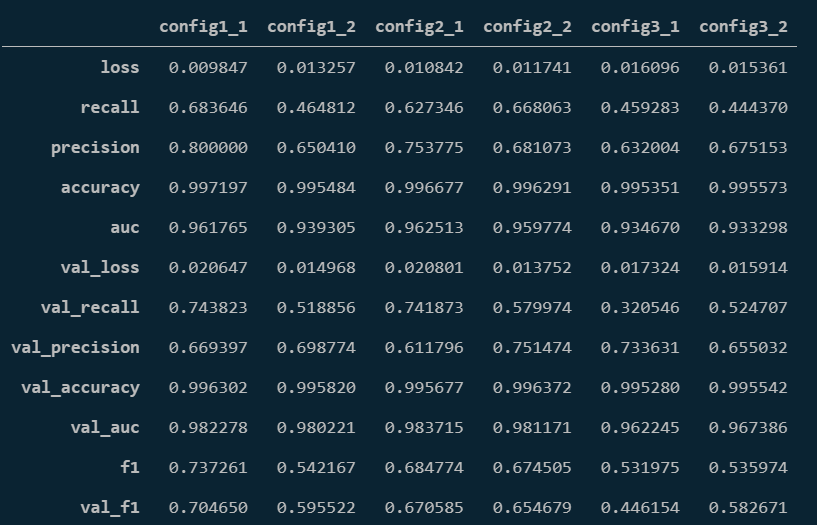 config1_1 config1_2 config2_1 config2_2 config3_1 config3_2
loss 0.009847 0.013257 0.010842 0.011741 0.016096 0.015361
recall 0.683646 0.464812 0.627346 0.668063 0.459283 0.444370
precision 0.800000 0.650410 0.753775 0.681073 0.632004 0.675153
accuracy 0.997197 0.995484 0.996677 0.996291 0.995351 0.995573
auc 0.961765 0.939305 0.962513 0.959774 0.934670 0.933298
val_loss 0.020647 0.014968 0.020801 0.013752 0.017324 0.015914
val_recall 0.743823 0.518856 0.741873 0.579974 0.320546 0.524707
val_precision 0.669397 0.698774 0.611796 0.751474 0.733631 0.655032
val_accuracy 0.996302 0.995820 0.995677 0.996372 0.995280 0.995542
val_auc 0.982278 0.980221 0.983715 0.981171 0.962245 0.967386
f1 0.737261 0.542167 0.684774 0.674505 0.531975 0.535974
val_f1 0.704650 0.595522 0.670585 0.654679 0.446154 0.582671